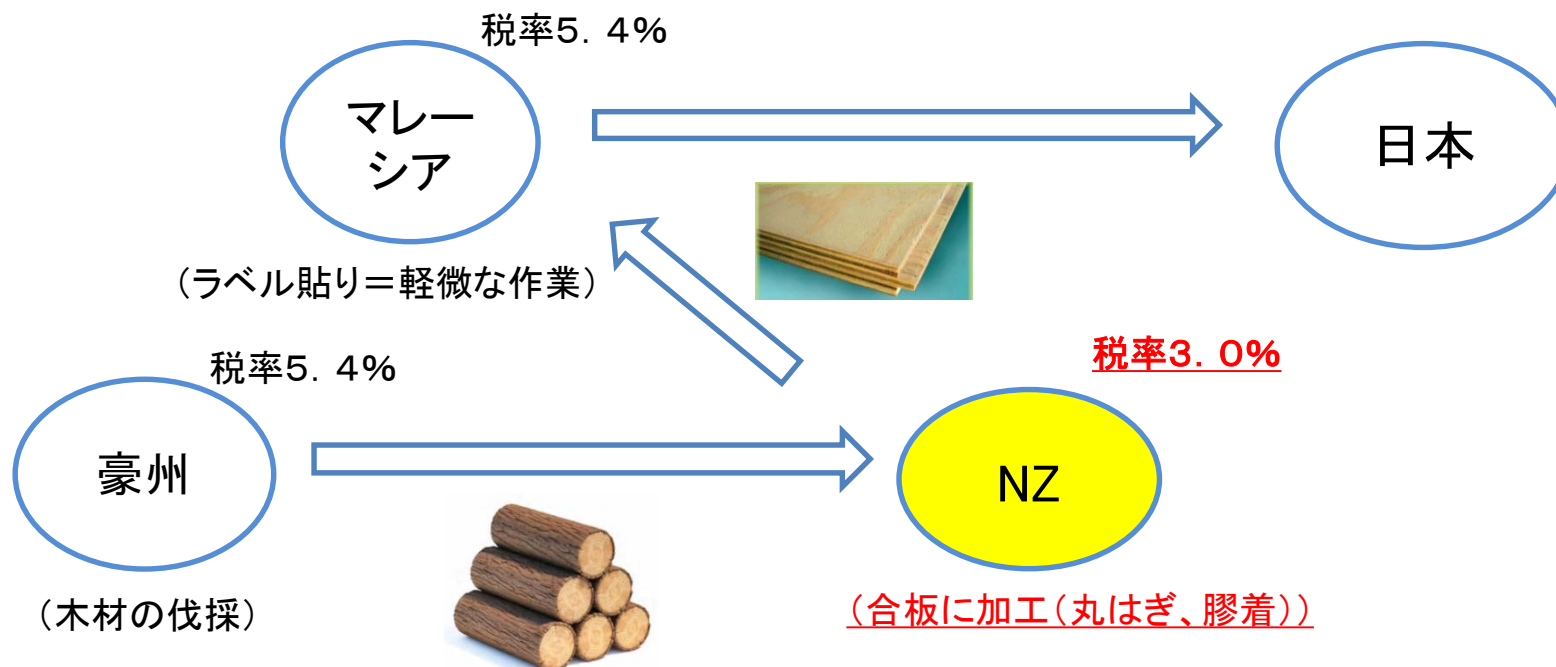 税率5．4%
マレー
シア
日本
（ラベル貼り＝軽微な作業）
税率5．4%
税率3．0%
豪州
NZ
（木材の伐採）
（合板に加工（丸はぎ、膠着））